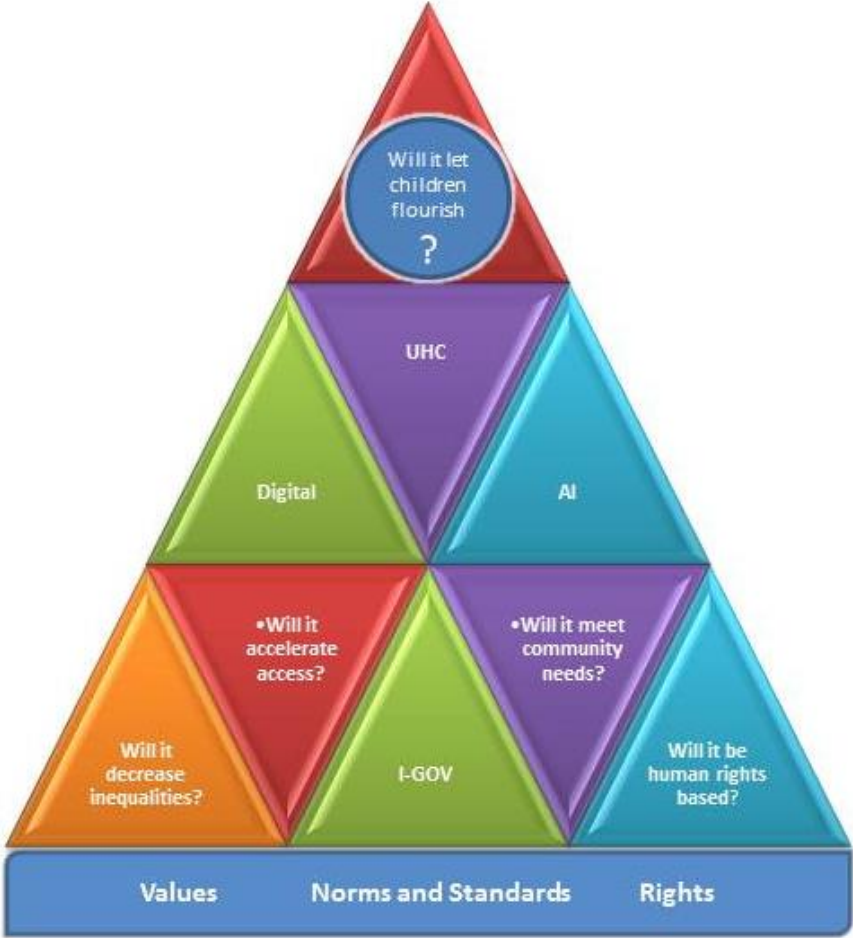 Will it let
children
flourish
?
UHC
Digital
AI
•Will it
accelerate
access?
•Will it meet
community
needs?
Will it
decrease
inequalities?
I-GOV
Will it be
human rights
based?
Values Norms and Standards Rights